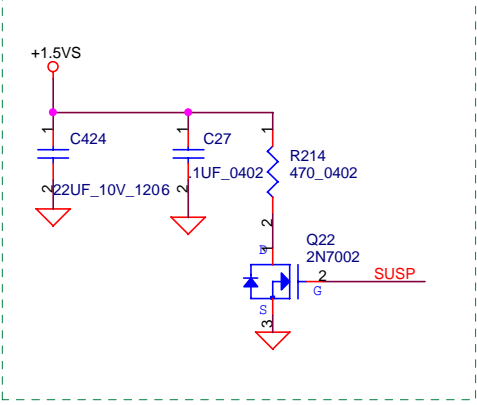 +1.5VS
1
C424
2
22UF_10V_1206
1
C27
2
.1UF_0402
1
R214
470_0402
2
D
1
Q22
2N7002
2
G
SUSP
S
3